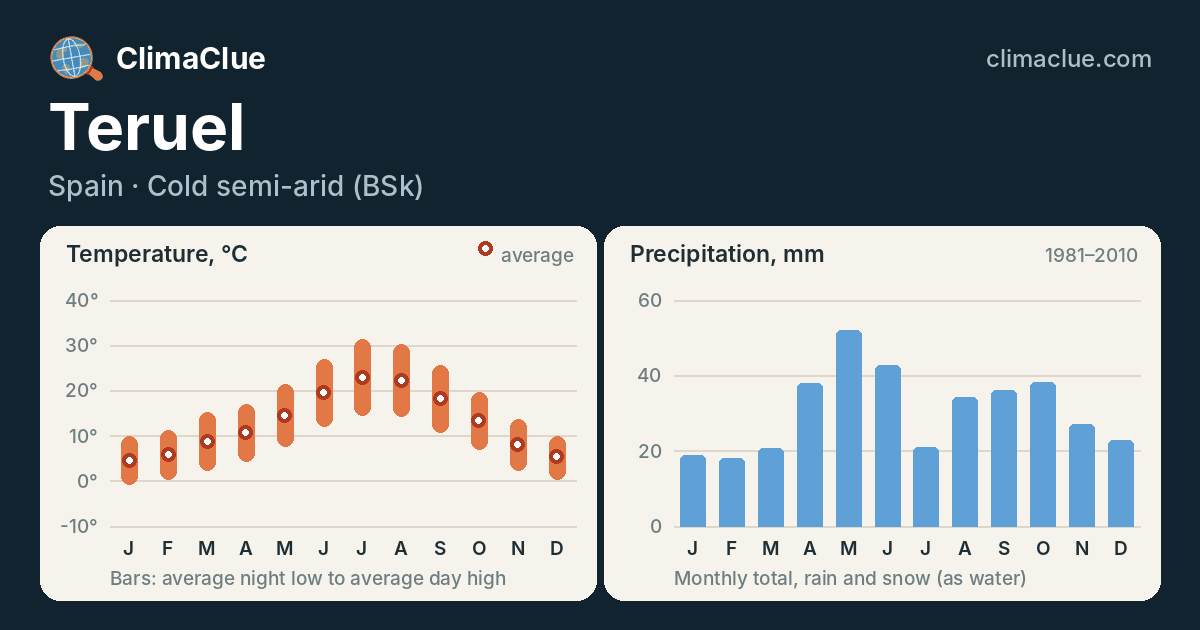 ClimaClue
climaclue.com
Teruel
Spain · Cold semi-arid (BSk)
Temperature, °C
average
40°
30°
20°
10°
0°
-10°
J F M A M J J A S O N D
Bars: average night low to average day high
Precipitation, mm
1981–2010
60
40
20
0
J F M A M J J A S O N D
Monthly total, rain and snow (as water)